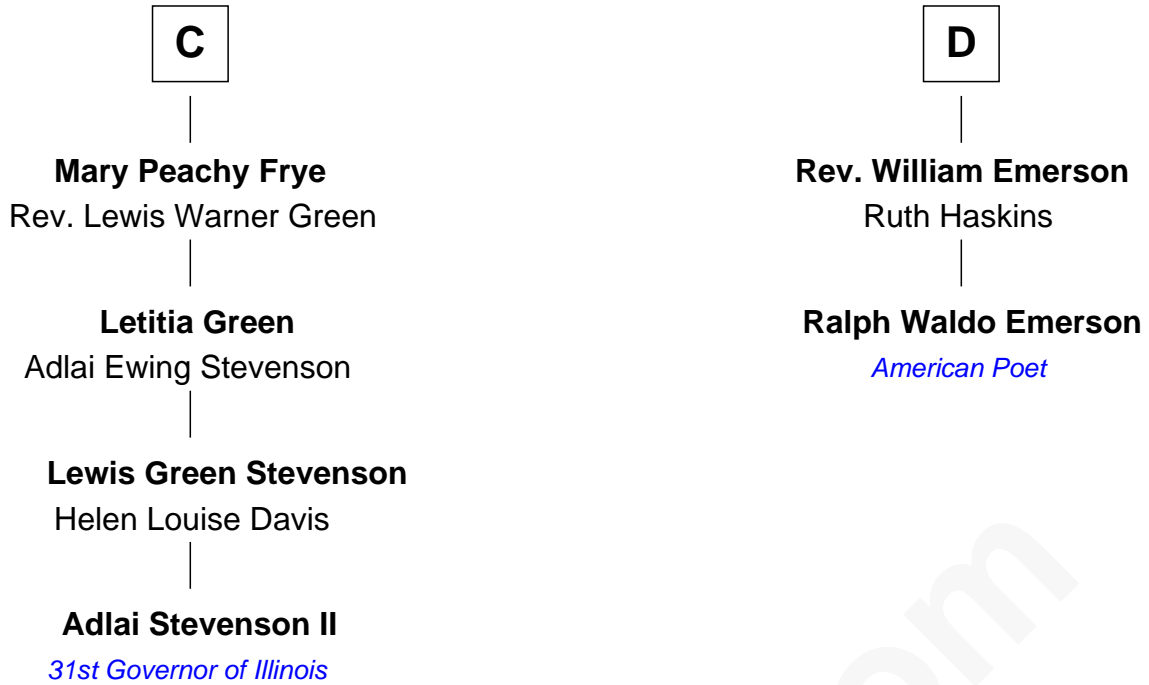 C
Mary Peachy Frye
Rev. Lewis Warner Green
Letitia Green
Adlai Ewing Stevenson
Lewis Green Stevenson
Helen Louise Davis
Adlai Stevenson II
31st Governor of Illinois
D
Rev. William Emerson
Ruth Haskins
Ralph Waldo Emerson
American Poet
om